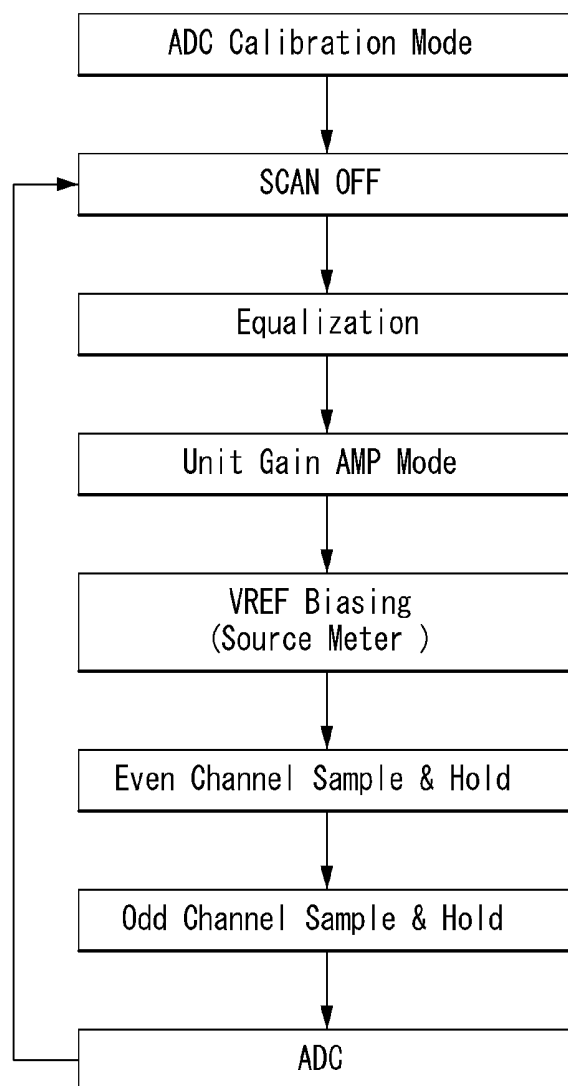 ADC Calibration Mode
SCAN OFF
Equalization
Unit Gain AMP Mode
VREF Biasing
(Source Meter )
Even Channel Sample & Hold
Odd Channel Sample & Hold
ADC